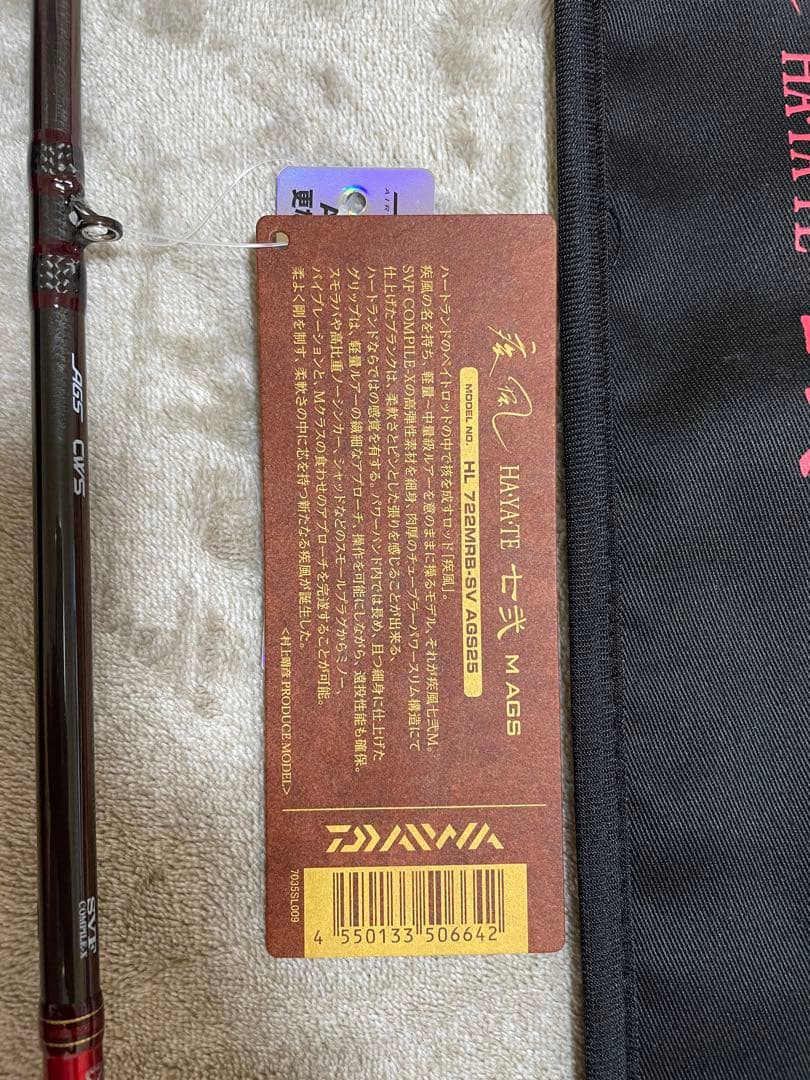 疾風 HA・YA・TE 七弐 M AGS
MODEL NO. HL 722MRB-SV AGS25
ハートランドのベイトロッドの中で核を成すロッド「疾風」。
疾風の名を持ち、軽量~中量級ルアーを意のままに操るモデル、それが疾風七弐M。
SVF COMPILE-Xの高弾性素材を細身、肉厚のチューブラーパワースリム構造にて
仕上げたブランクは、柔軟さとピンとした張りを感じることが出来る、
ハートランドならではの感覚を有する。パワーバンド内では長め、且つ細身に仕上げた
グリップは、軽量ルアーの繊細なアプローチ、操作を可能にしながら、遠投性能も確保。
スモラバや高比重ノーシンカー、シャッドなどのスモールプラグからミノー、
バイブレーションと、Mクラスの食わせのアプローチを完遂することが可能。
柔よく剛を制す、柔軟さの中に芯を持つ新たなる疾風が誕生した。
<村上晴彦 PRODUCE MODEL>
DAIWA
7035SL009
4 550133 506642
AIR
AGS CWS
SVF
COMPILE-X
HA・YA・TE